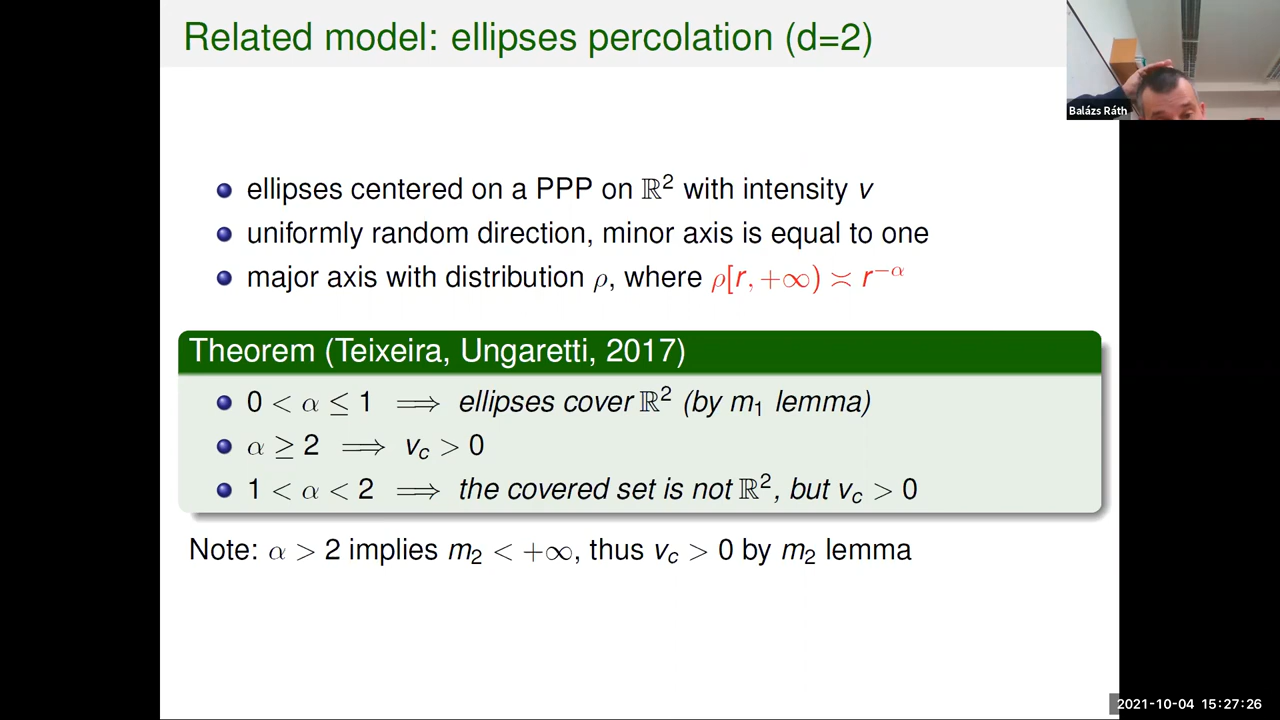 Related model: ellipses percolation (d=2)
Balázs Ráth
ellipses centered on a PPP on ℝ² with intensity v
uniformly random direction, minor axis is equal to one
major axis with distribution ρ, where ρ[r, +∞) ≍ r^{−α}
Theorem (Teixeira, Ungaretti, 2017)
0 < α ≤ 1 ⟹ ellipses cover ℝ² (by m₁ lemma)
α ≥ 2 ⟹ v_c > 0
1 < α < 2 ⟹ the covered set is not ℝ², but v_c > 0
Note: α > 2 implies m₂ < +∞, thus v_c > 0 by m₂ lemma
2021-10-04 15:27:26